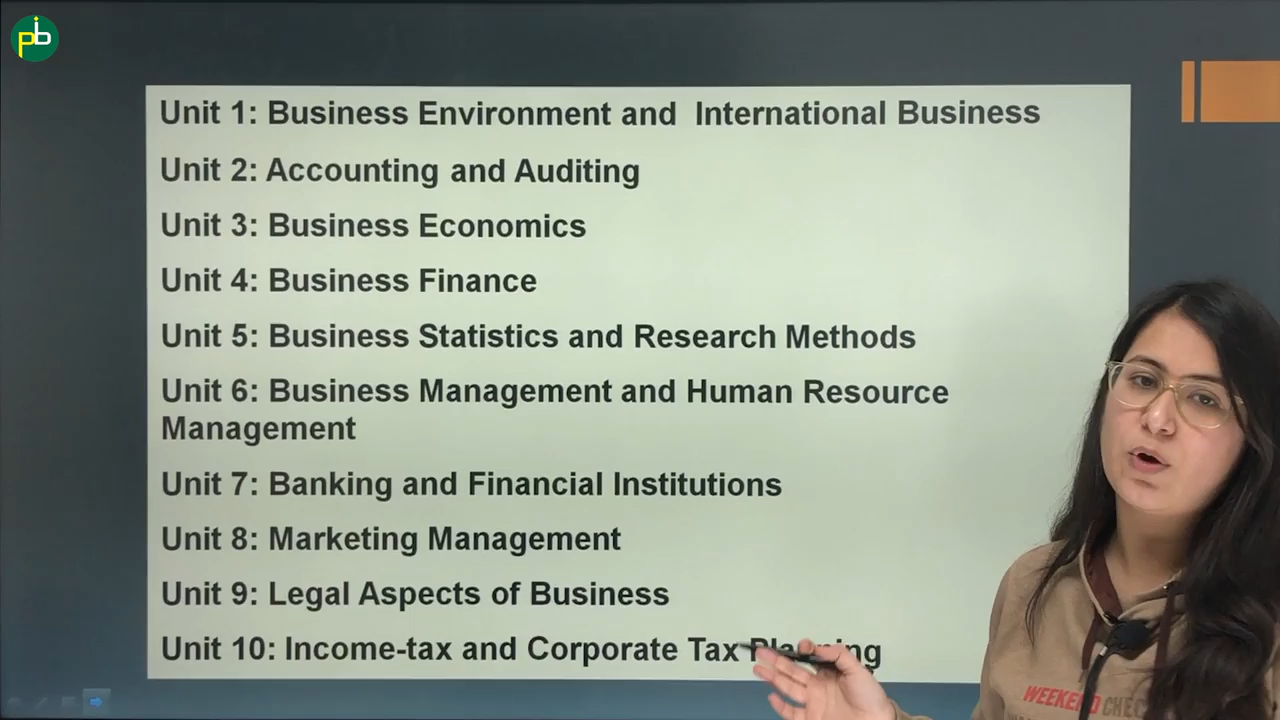 pib
Unit 1: Business Environment and International Business
Unit 2: Accounting and Auditing
Unit 3: Business Economics
Unit 4: Business Finance
Unit 5: Business Statistics and Research Methods
Unit 6: Business Management and Human Resource
Management
Unit 7: Banking and Financial Institutions
Unit 8: Marketing Management
Unit 9: Legal Aspects of Business
Unit 10: Income-tax and Corporate Tax Planning
WEEKEND